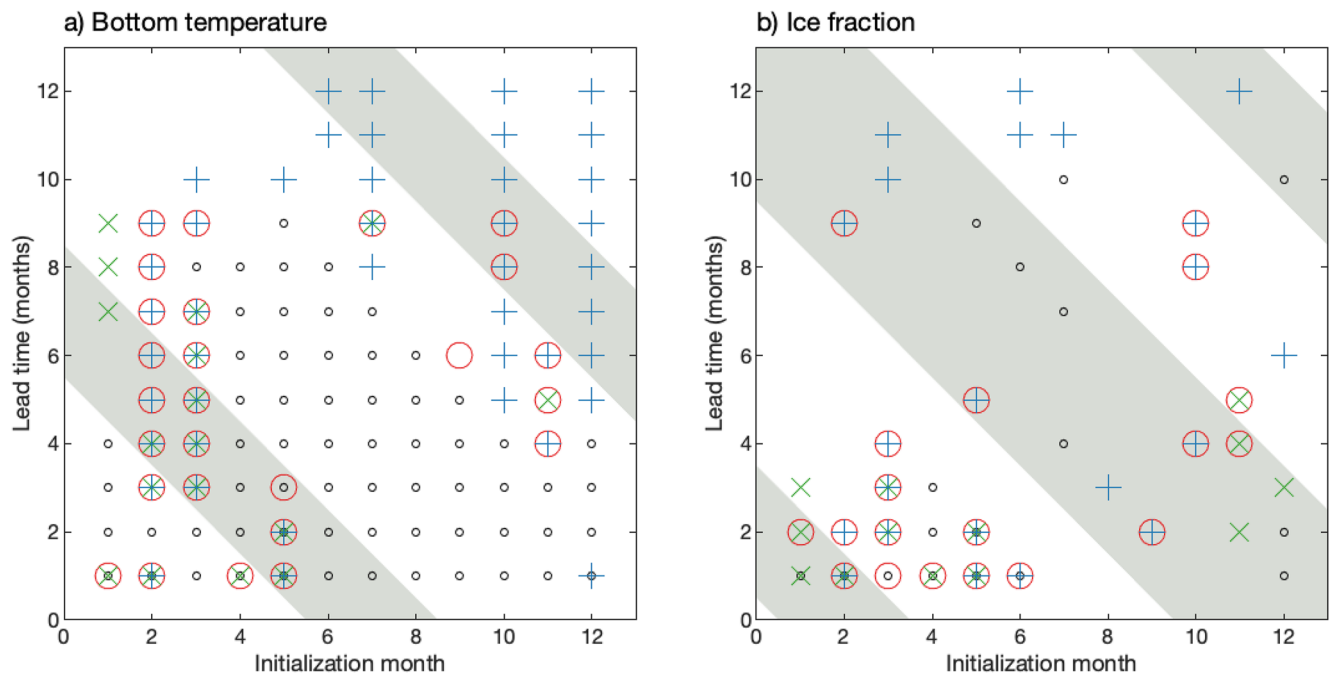 a) Bottom temperature
12
10
8
6
4
2
0
Lead time (months)
0 2 4 6 8 10 12
Initialization month
b) Ice fraction
12
10
8
6
4
2
0
Lead time (months)
0 2 4 6 8 10 12
Initialization month